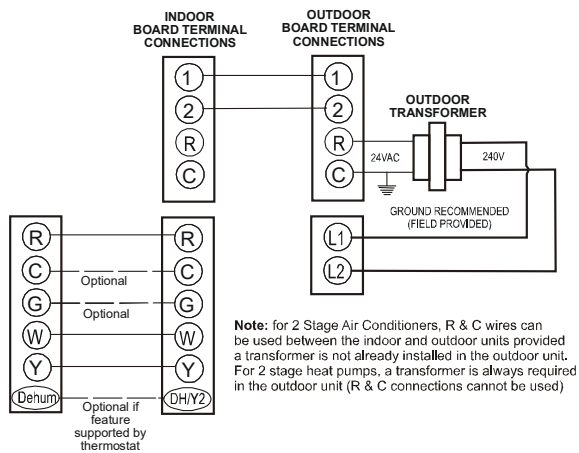 INDOOR
BOARD TERMINAL
CONNECTIONS
OUTDOOR
BOARD TERMINAL
CONNECTIONS
1
2
R
C
1
2
R
C
OUTDOOR
TRANSFORMER
24VAC
240V
GROUND RECOMMENDED
(FIELD PROVIDED)
L1
L2
R
R
C
Optional
C
G
Optional
G
W
W
Y
Y
Dehum
DH/Y2
Optional if
feature
supported by
thermostat
Note: for 2 Stage Air Conditioners, R & C wires can
be used between the indoor and outdoor units provided
a transformer is not already installed in the outdoor unit.
For 2 stage heat pumps, a transformer is always required
in the outdoor unit (R & C connections cannot be used)